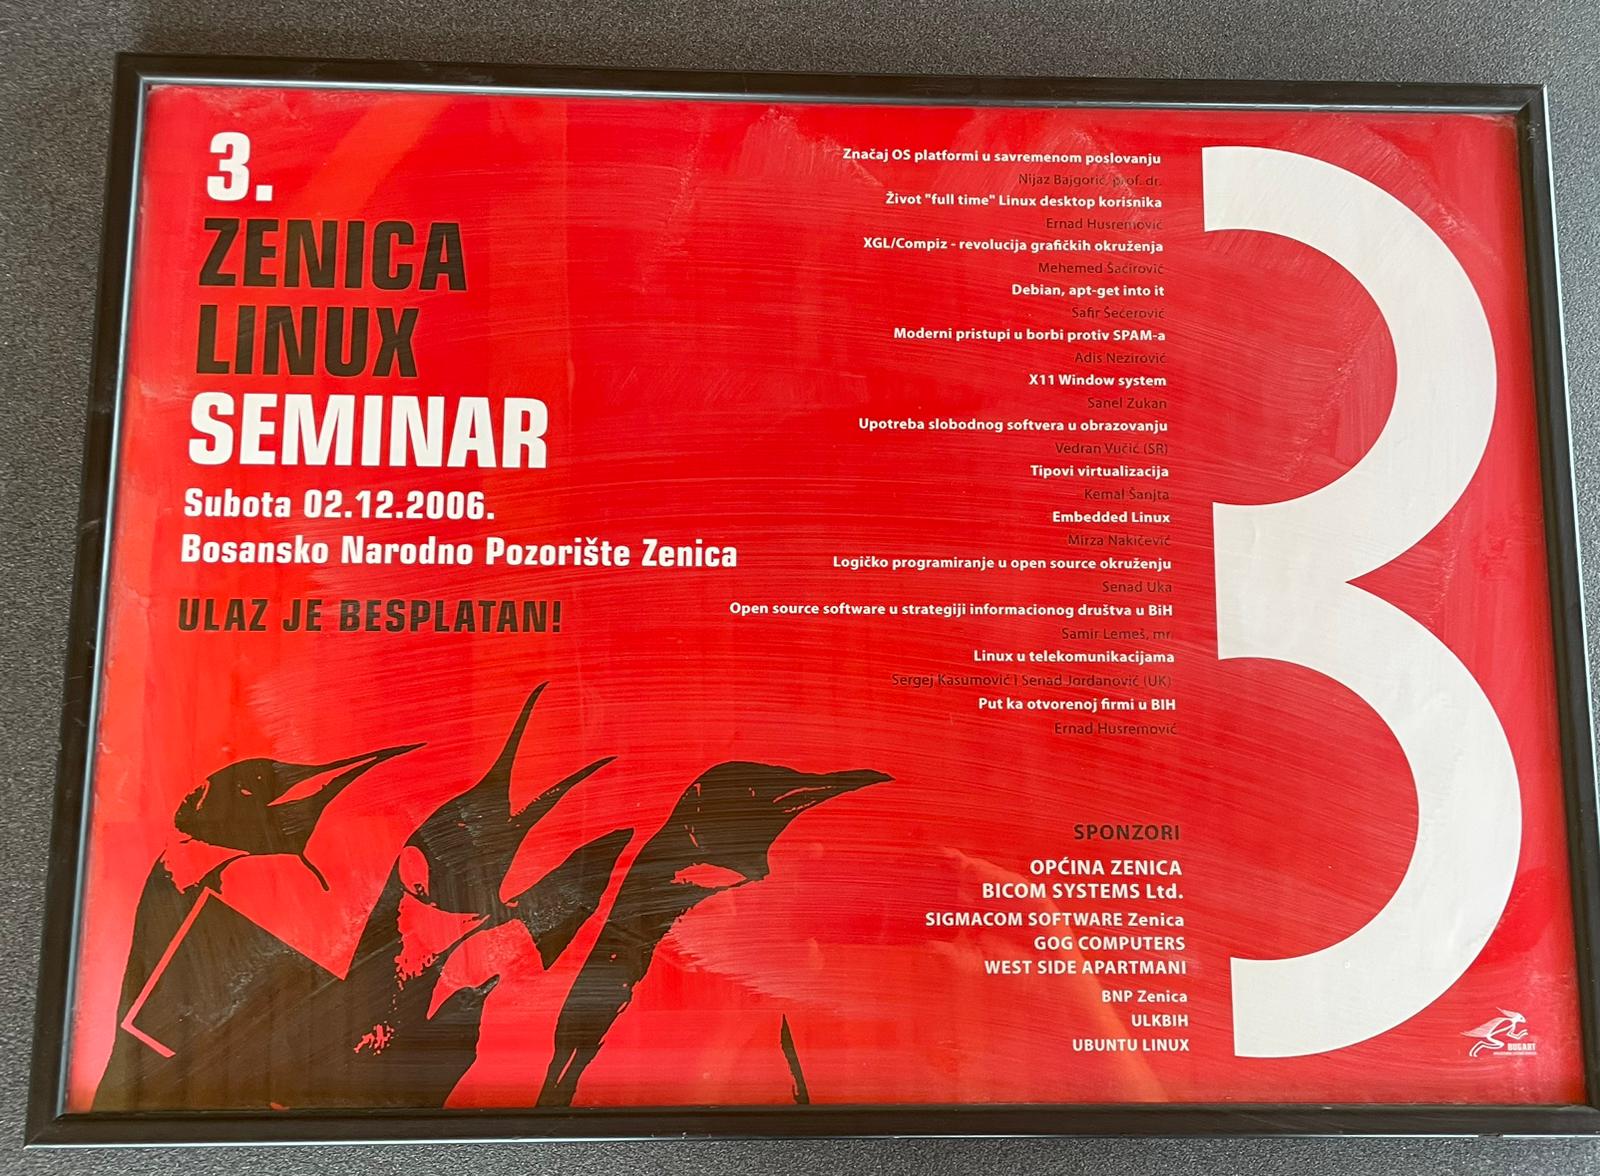 3.
ZENICA
LINUX
SEMINAR
Subota 02.12.2006.
Bosansko Narodno Pozorište Zenica
ULAZ JE BESPLATAN!
Značaj OS platformi u savremenom poslovanju
Nijaz Bajgorić, prof. dr.
Život "full time" Linux desktop korisnika
Ernad Husremović
XGL/Compiz - revolucija grafičkih okruženja
Mehemed Šaćirović
Debian, apt-get into it
Safir Šećerović
Moderni pristupi u borbi protiv SPAM-a
Adis Nezirović
X11 Window system
Sanel Zukan
Upotreba slobodnog softvera u obrazovanju
Vedran Vučić (SR)
Tipovi virtualizacija
Kemal Šanjta
Embedded Linux
Mirza Nakičević
Logičko programiranje u open source okruženju
Senad Uka
Open source software u strategiji informacionog društva u BiH
Samir Lemeš, mr
Linux u telekomunikacijama
Sergej Kasumović i Senad Jordanović (UK)
Put ka otvorenoj firmi u BIH
Ernad Husremović
SPONZORI
OPĆINA ZENICA
BICOM SYSTEMS Ltd.
SIGMACOM SOFTWARE Zenica
GOG COMPUTERS
WEST SIDE APARTMANI
BNP Zenica
ULKBIH
UBUNTU LINUX
3